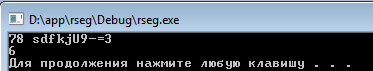 D:\app\rseg\Debug\rseg.exe
78 sdfkjU9-=3
6
Для продолжения нажмите любую клавишу . . .